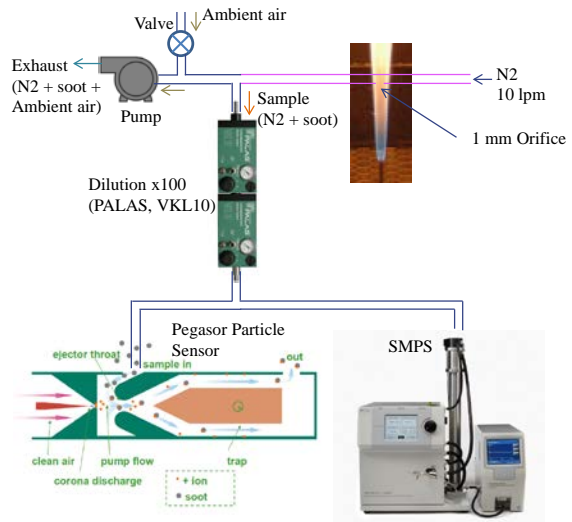 Valve
Ambient air
Exhaust
(N2 + soot +
Ambient air)
Pump
Sample
(N2 + soot)
N2
10 lpm
1 mm Orifice
Dilution x100
(PALAS, VKL10)
PALAS
Pegasor Particle
Sensor
SMPS
ejector throat
sample in
out
clean air
pump flow
trap
corona discharge
+ ion
soot